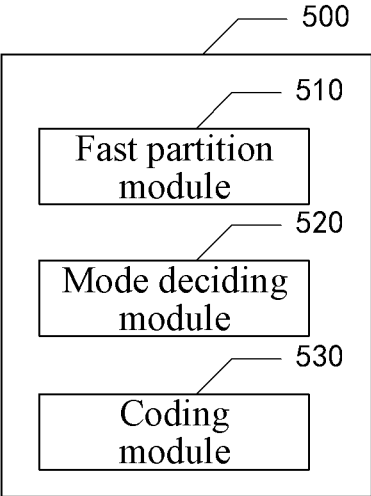 500
510
Fast partition
module
520
Mode deciding
module
530
Coding
module